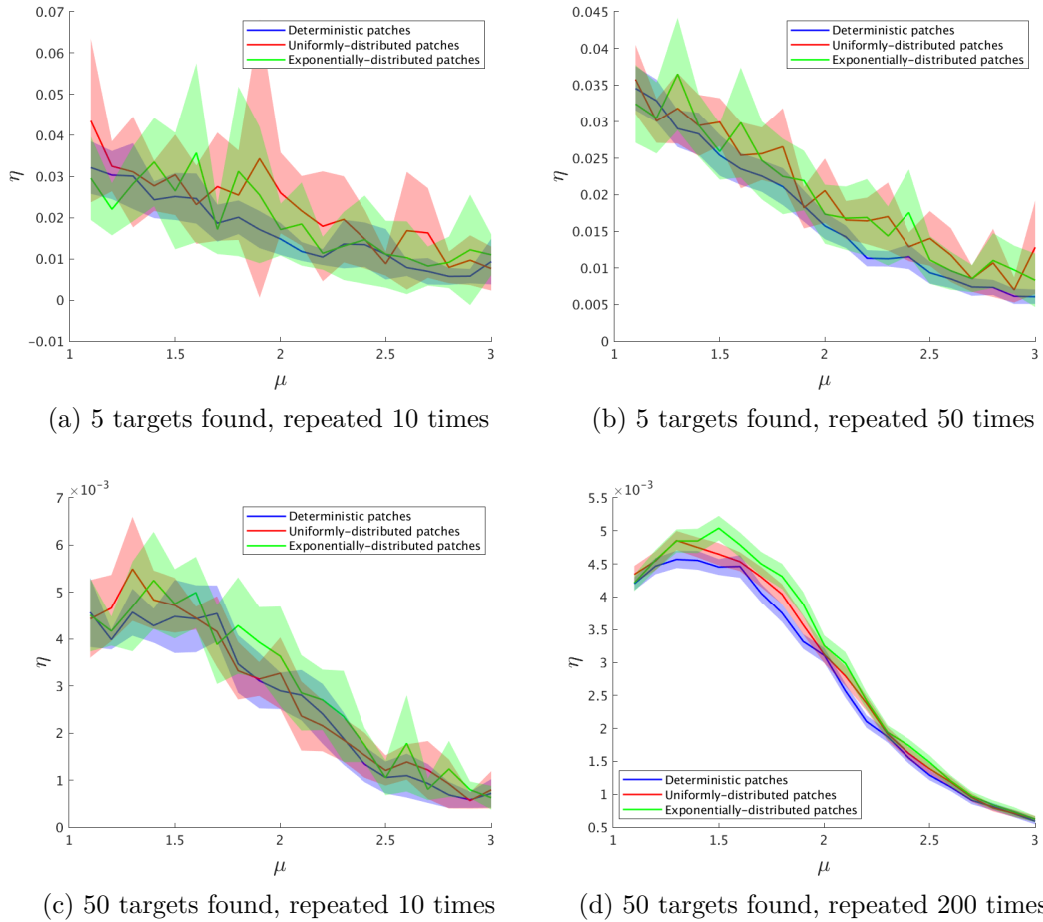 0.07
0.06
0.05
0.04
0.03
0.02
0.01
0
−0.01
η
Deterministic patches
Uniformly-distributed patches
Exponentially-distributed patches
1 1.5 2 2.5 3
μ
(a) 5 targets found, repeated 10 times
0.045
0.04
0.035
0.03
0.025
0.02
0.015
0.01
0.005
0
η
Deterministic patches
Uniformly-distributed patches
Exponentially-distributed patches
1 1.5 2 2.5 3
μ
(b) 5 targets found, repeated 50 times
×10⁻³
7
6
5
4
3
2
1
0
η
Deterministic patches
Uniformly-distributed patches
Exponentially-distributed patches
1 1.5 2 2.5 3
μ
(c) 50 targets found, repeated 10 times
×10⁻³
5.5
5
4.5
4
3.5
3
2.5
2
1.5
1
0.5
η
Deterministic patches
Uniformly-distributed patches
Exponentially-distributed patches
1 1.5 2 2.5 3
μ
(d) 50 targets found, repeated 200 times